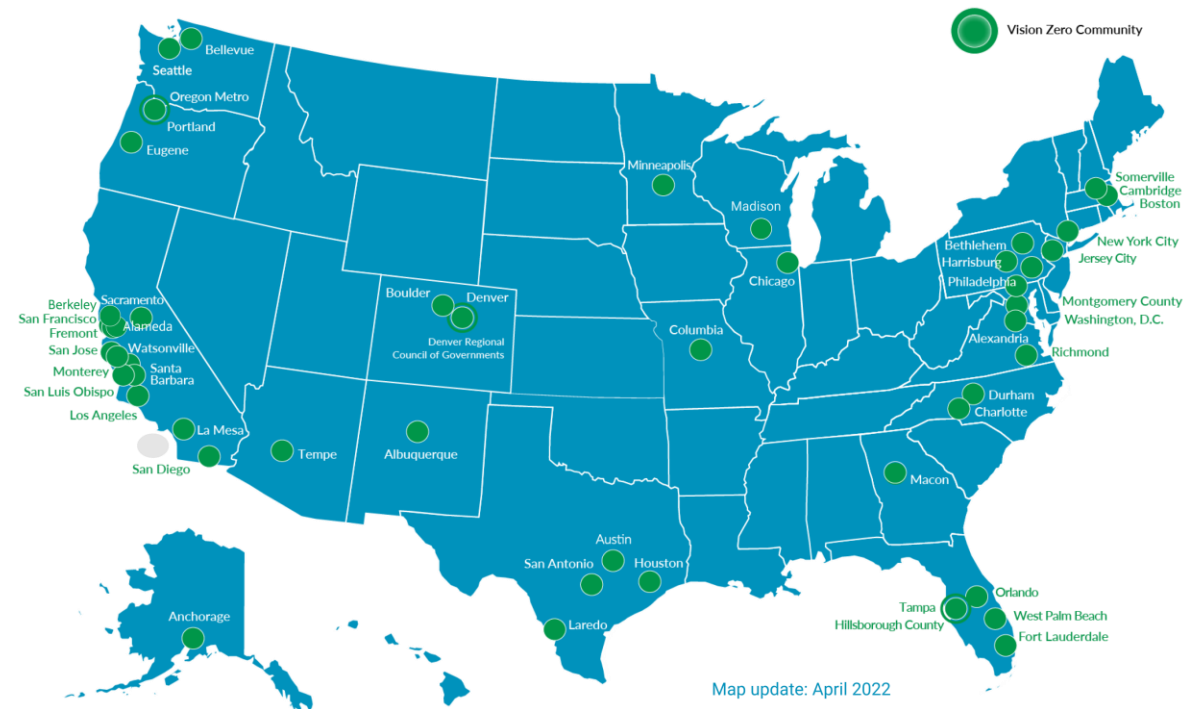 Vision Zero Community
Bellevue
Seattle
Oregon Metro
Portland
Eugene
Minneapolis
Madison
Chicago
Somerville
Cambridge
Boston
New York City
Jersey City
Bethlehem
Harrisburg
Philadelphia
Montgomery County
Washington, D.C.
Alexandria
Richmond
Boulder
Denver
Denver Regional
Council of Governments
Columbia
Sacramento
Berkeley
San Francisco
Alameda
Fremont
San Jose
Watsonville
Monterey
Santa
Barbara
San Luis Obispo
Los Angeles
La Mesa
San Diego
Tempe
Albuquerque
Durham
Charlotte
Macon
Austin
San Antonio
Houston
Laredo
Orlando
Tampa
West Palm Beach
Hillsborough County
Fort Lauderdale
Anchorage
Map update: April 2022